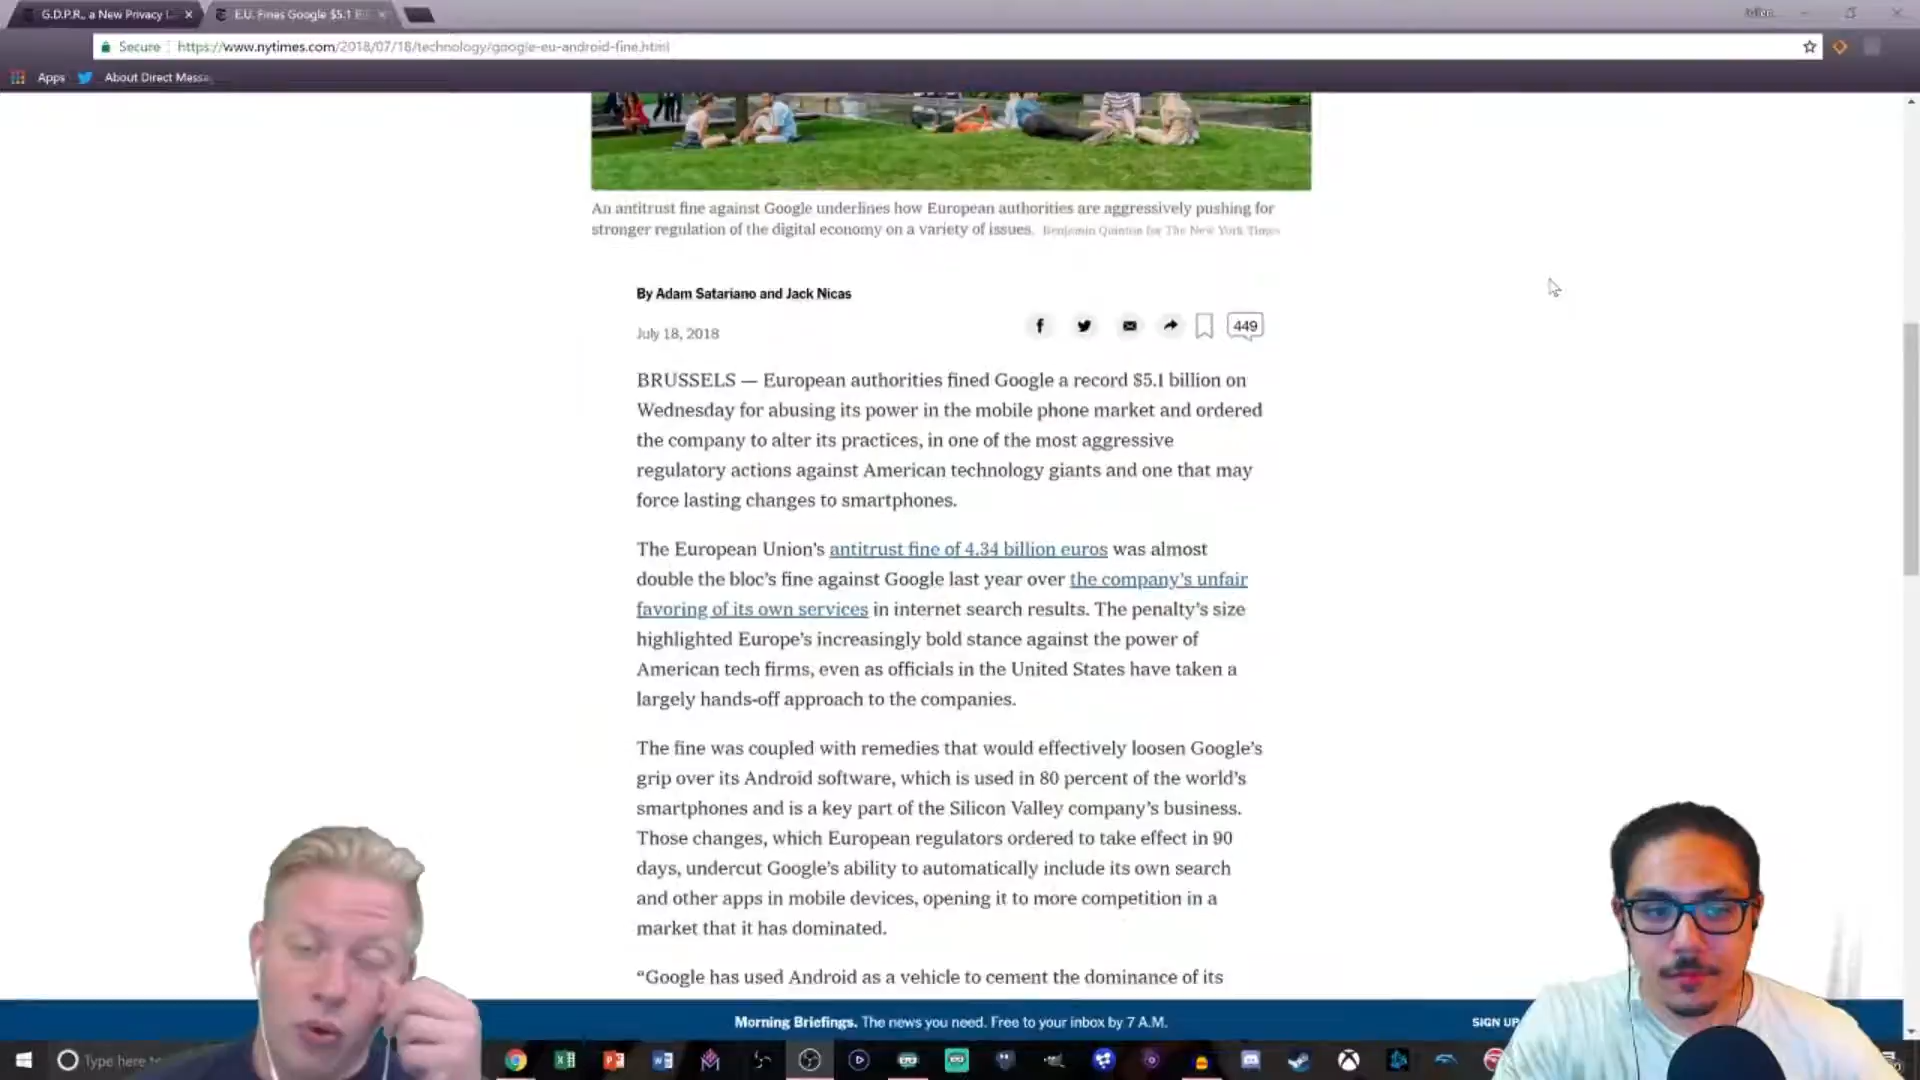 G.D.P.R., a New Privacy
E.U. Fines Google $5.1
Secure https://www.nytimes.com/2018/07/18/technology/google-eu-android-fine.html
Apps About Direct Messa
An antitrust fine against Google underlines how European authorities are aggressively pushing for
stronger regulation of the digital economy on a variety of issues. Benjamin Quinton for The New York Times
By Adam Satariano and Jack Nicas
July 18, 2018
449
BRUSSELS — European authorities fined Google a record $5.1 billion on
Wednesday for abusing its power in the mobile phone market and ordered
the company to alter its practices, in one of the most aggressive
regulatory actions against American technology giants and one that may
force lasting changes to smartphones.
The European Union's antitrust fine of 4.34 billion euros was almost
double the bloc's fine against Google last year over the company's unfair
favoring of its own services in internet search results. The penalty's size
highlighted Europe's increasingly bold stance against the power of
American tech firms, even as officials in the United States have taken a
largely hands-off approach to the companies.
The fine was coupled with remedies that would effectively loosen Google's
grip over its Android software, which is used in 80 percent of the world's
smartphones and is a key part of the Silicon Valley company's business.
Those changes, which European regulators ordered to take effect in 90
days, undercut Google's ability to automatically include its own search
and other apps in mobile devices, opening it to more competition in a
market that it has dominated.
“Google has used Android as a vehicle to cement the dominance of its
Morning Briefings. The news you need. Free to your inbox by 7 A.M.
SIGN UP
Type here to